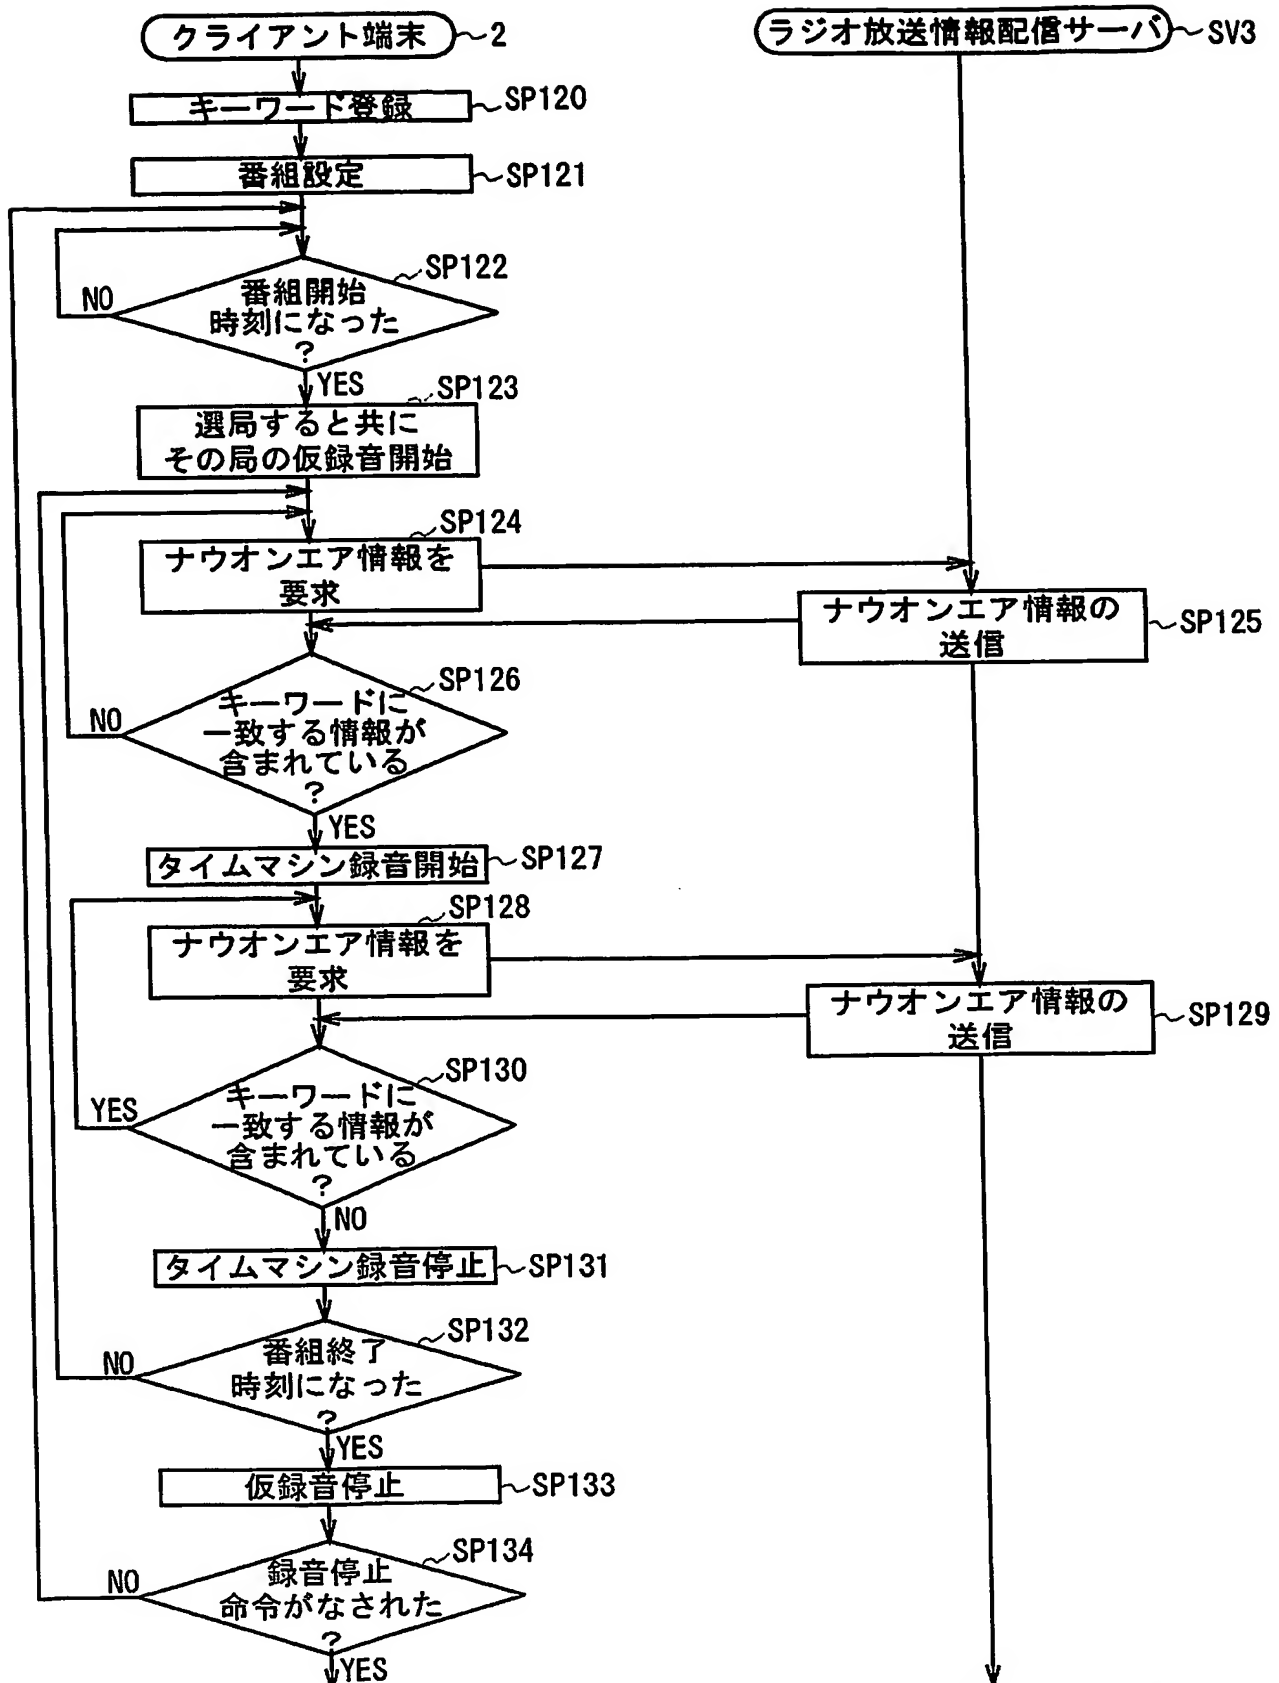 クライアント端末
2
ラジオ放送情報配信サーバ
SV3
キーワード登録
SP120
番組設定
SP121
SP122
番組開始
時刻になった
?
NO
YES
SP123
選局すると共に
その局の仮録音開始
SP124
ナウオンエア情報を
要求
ナウオンエア情報の
送信
SP125
SP126
キーワードに
一致する情報が
含まれている
?
NO
YES
タイムマシン録音開始
SP127
SP128
ナウオンエア情報を
要求
ナウオンエア情報の
送信
SP129
SP130
キーワードに
一致する情報が
含まれている
?
YES
NO
タイムマシン録音停止
SP131
SP132
番組終了
時刻になった
?
NO
YES
仮録音停止
SP133
SP134
録音停止
命令がなされた
?
NO
YES